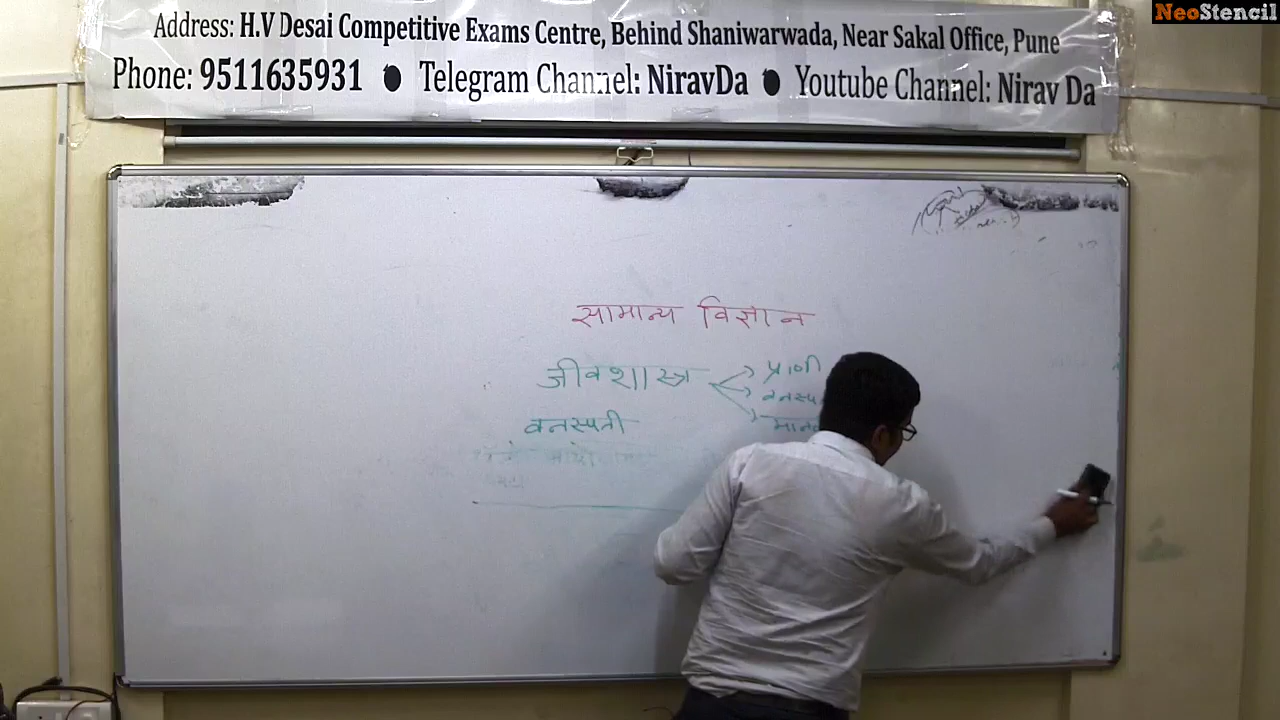 NeoStencil
Address: H.V Desai Competitive Exams Centre, Behind Shaniwarwada, Near Sakal Office, Pune
Phone: 9511635931 ● Telegram Channel: NiravDa ● Youtube Channel: Nirav Da
सामान्य विज्ञान
जीवशास्त्र → प्राणी
→ वनस्प
→ मानव
वनस्पती